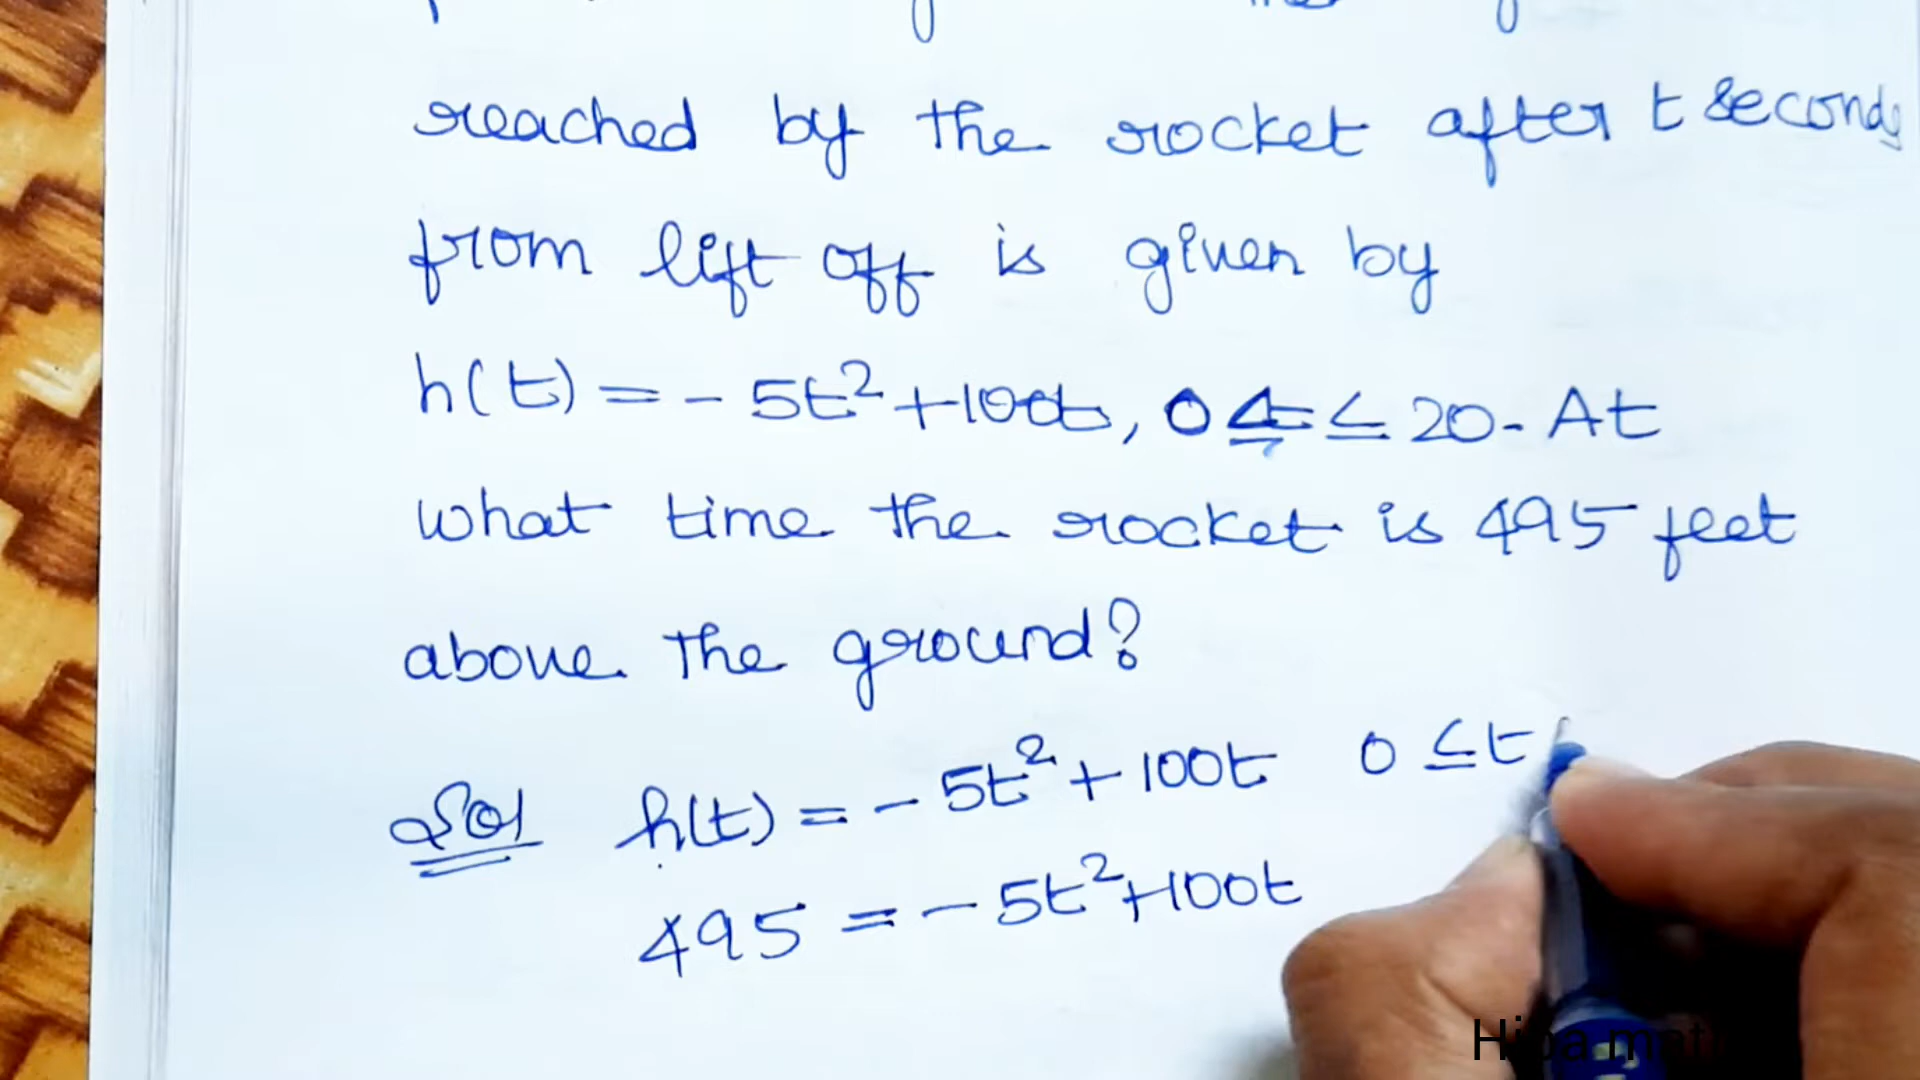 reached by the rocket after t seconds
from lift off is given by
h(t) = - 5t² + 100t, 0 ≤ t ≤ 20. At
what time the rocket is 495 feet
above the ground?
Sol h(t) = - 5t² + 100t 0 ≤ t
495 = - 5t² + 100t